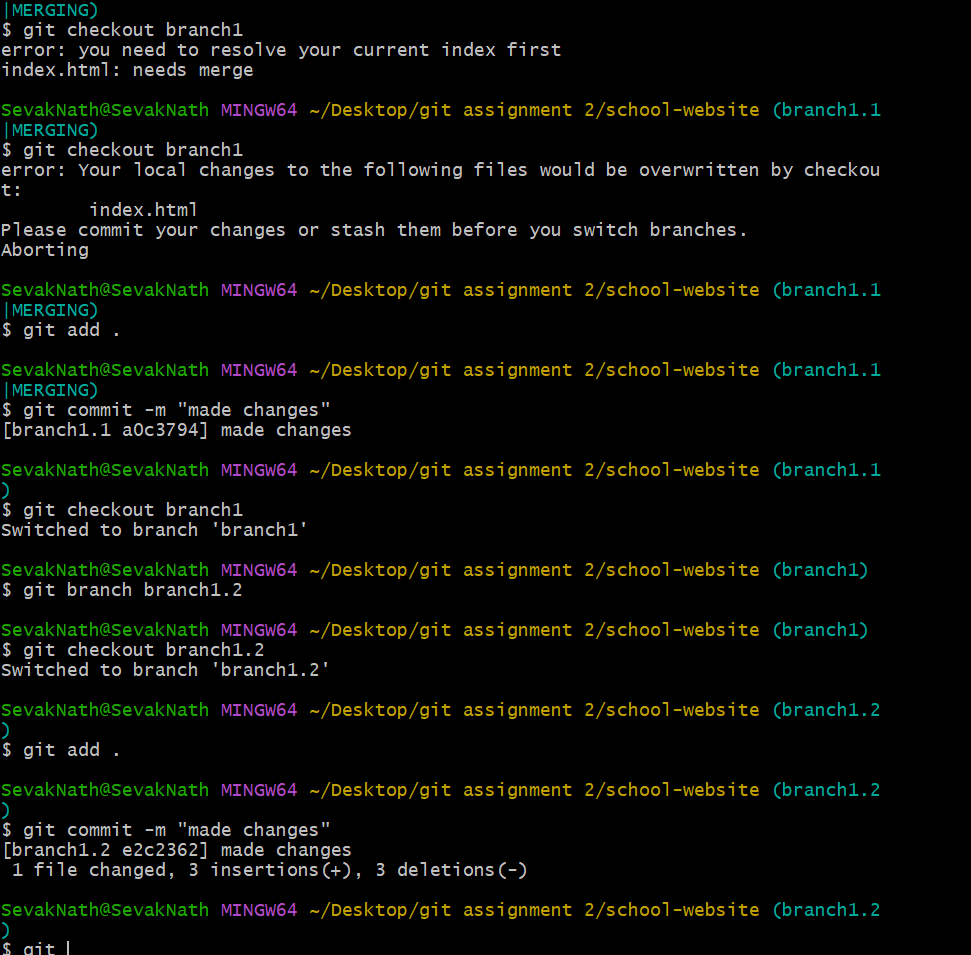 |MERGING)
$ git checkout branch1
error: you need to resolve your current index first
index.html: needs merge
SevakNath@SevakNath MINGW64 ~/Desktop/git assignment 2/school-website (branch1.1
|MERGING)
$ git checkout branch1
error: Your local changes to the following files would be overwritten by checkou
t:
        index.html
Please commit your changes or stash them before you switch branches.
Aborting
SevakNath@SevakNath MINGW64 ~/Desktop/git assignment 2/school-website (branch1.1
|MERGING)
$ git add .
SevakNath@SevakNath MINGW64 ~/Desktop/git assignment 2/school-website (branch1.1
|MERGING)
$ git commit -m "made changes"
[branch1.1 a0c3794] made changes
SevakNath@SevakNath MINGW64 ~/Desktop/git assignment 2/school-website (branch1.1
)
$ git checkout branch1
Switched to branch 'branch1'
SevakNath@SevakNath MINGW64 ~/Desktop/git assignment 2/school-website (branch1)
$ git branch branch1.2
SevakNath@SevakNath MINGW64 ~/Desktop/git assignment 2/school-website (branch1)
$ git checkout branch1.2
Switched to branch 'branch1.2'
SevakNath@SevakNath MINGW64 ~/Desktop/git assignment 2/school-website (branch1.2
)
$ git add .
SevakNath@SevakNath MINGW64 ~/Desktop/git assignment 2/school-website (branch1.2
)
$ git commit -m "made changes"
[branch1.2 e2c2362] made changes
 1 file changed, 3 insertions(+), 3 deletions(-)
SevakNath@SevakNath MINGW64 ~/Desktop/git assignment 2/school-website (branch1.2
)
$ git